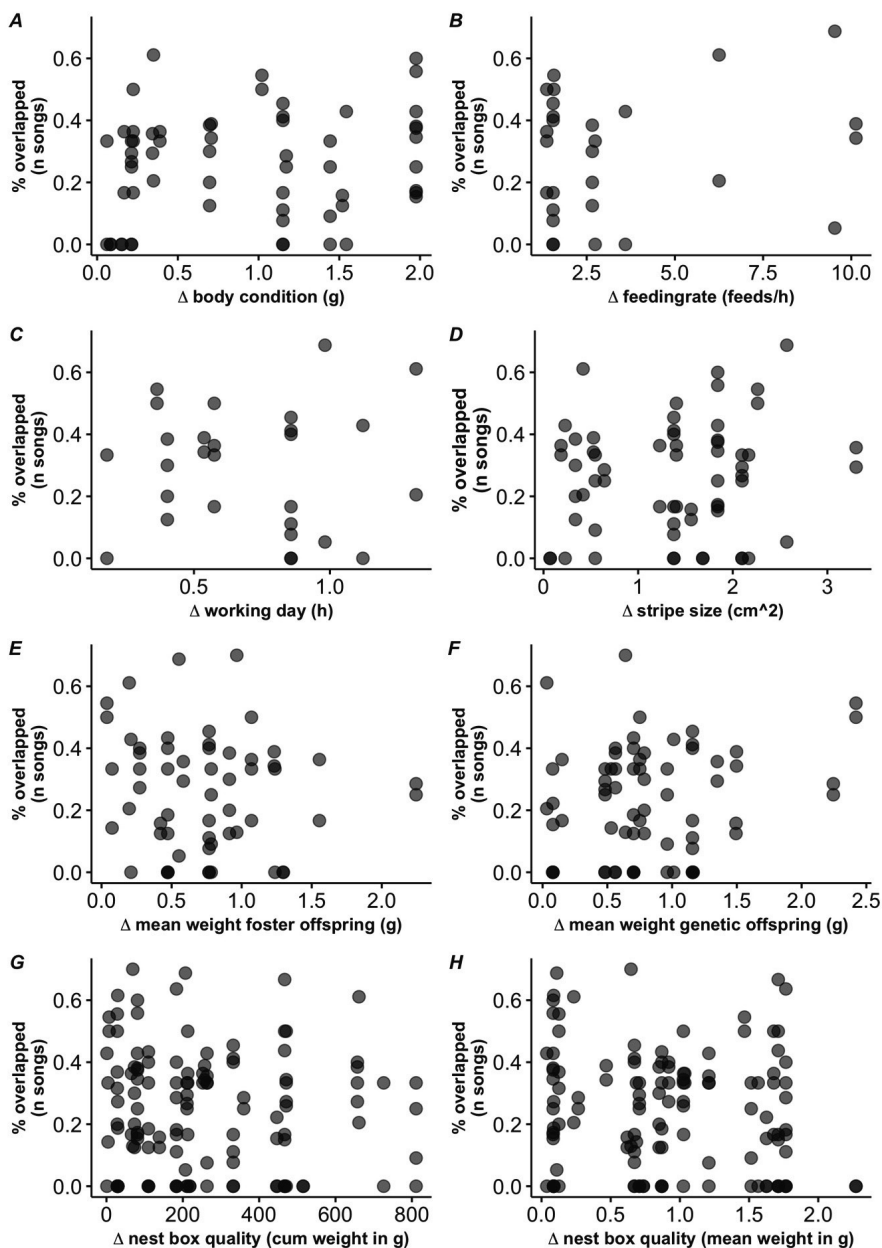 A
B
% overlapped
(n songs)
0.6
0.4
0.2
0.0
0.0
0.5
1.0
1.5
2.0
Δ body condition (g)
% overlapped
(n songs)
0.6
0.4
0.2
0.0
2.5
5.0
7.5
10.0
Δ feedingrate (feeds/h)
C
D
% overlapped
(n songs)
0.6
0.4
0.2
0.0
0.5
1.0
Δ working day (h)
% overlapped
(n songs)
0.6
0.4
0.2
0.0
0
1
2
3
Δ stripe size (cm^2)
E
F
% overlapped
(n songs)
0.6
0.4
0.2
0.0
0.0
0.5
1.0
1.5
2.0
Δ mean weight foster offspring (g)
% overlapped
(n songs)
0.6
0.4
0.2
0.0
0.0
0.5
1.0
1.5
2.0
2.5
Δ mean weight genetic offspring (g)
G
H
% overlapped
(n songs)
0.6
0.4
0.2
0.0
0
200
400
600
800
Δ nest box quality (cum weight in g)
% overlapped
(n songs)
0.6
0.4
0.2
0.0
0.0
0.5
1.0
1.5
2.0
Δ nest box quality (mean weight in g)